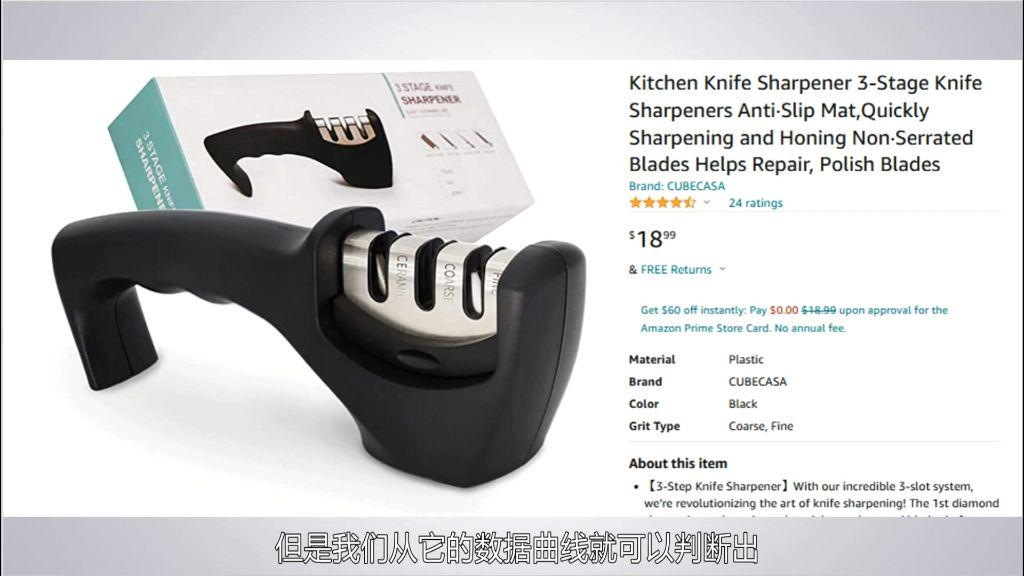 3 STAGE KNIFE
SHARPENER
3 STAGE KNIFE
SHARPENER
CERAMIC
COARSE
Kitchen Knife Sharpener 3-Stage Knife
Sharpeners Anti-Slip Mat,Quickly
Sharpening and Honing Non-Serrated
Blades Helps Repair, Polish Blades
Brand: CUBECASA
24 ratings
$18.99
& FREE Returns
Get $60 off instantly: Pay $0.00 $18.99 upon approval for the
Amazon Prime Store Card. No annual fee.
Material Plastic
Brand CUBECASA
Color Black
Grit Type Coarse, Fine
About this item
• 【3-Step Knife Sharpener】With our incredible 3-slot system,
we're revolutionizing the art of knife sharpening! The 1st diamond
但是我们从它的数据曲线就可以判断出